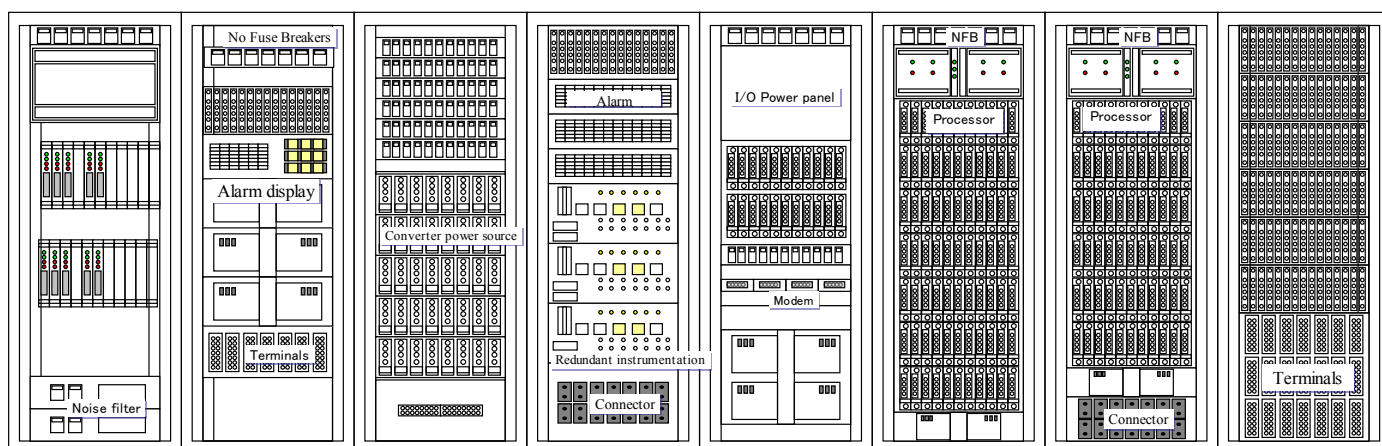 No Fuse Breakers
NFB
NFB
Alarm
I/O Power panel
Processor
Processor
Alarm display
Converter power source
Modem
Terminals
Redundant instrumentation
Terminals
Noise filter
Connector
Connector